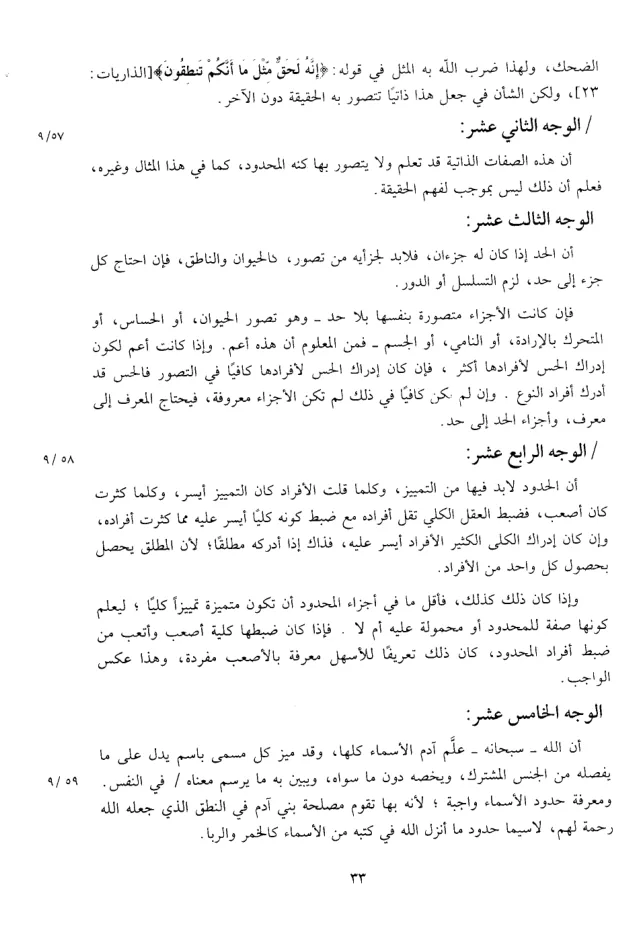 الضحك، ولهذا ضرب الله به المثل في قوله: ﴿إِنَّهُ لَحَقٌّ مِّثْلَ مَا أَنَّكُمْ تَنطِقُونَ﴾[الذاريات:
٢٣]، ولكن الشأن في جعل هذا ذاتيًا تتصور به الحقيقة دون الآخر.
/ الوجه الثاني عشر:
٩/٥٧
أن هذه الصفات الذاتية قد تعلم ولا يتصور بها كنه المحدود، كما في هذا المثال وغيره،
فعلم أن ذلك ليس بموجب لفهم الحقيقة.
الوجه الثالث عشر:
أن الحد إذا كان له جزءان، فلابد لجزأيه من تصور، كالحيوان والناطق، فإن احتاج كل
جزء إلى حد، لزم التسلسل أو الدور.
فإن كانت الأجزاء متصورة بنفسها بلا حد ــ وهو تصور الحيوان، أو الحساس، أو
المتحرك بالإرادة، أو النامي، أو الجسم ــ فمن المعلوم أن هذه أعم. وإذا كانت أعم لكون
إدراك الحس لأفرادها أكثر ، فإن كان إدراك الحس لأفرادها كافيًا في التصور فالحس قد
أدرك أفراد النوع . وإن لم يكن كافيًا في ذلك لم تكن الأجزاء معروفة، فيحتاج المعرف إلى
معرف، وأجزاء الحد إلى حد.
/ الوجه الرابع عشر:
٩/٥٨
أن الحدود لابد فيها من التمييز، وكلما قلت الأفراد كان التمييز أيسر، وكلما كثرت
كان أصعب، فضبط العقل الكلي تقل أفراده مع ضبط كونه كليًا أيسر عليه مما كثرت أفراده،
وإن كان إدراك الكلى الكثير الأفراد أيسر عليه، فذاك إذا أدركه مطلقًا؛ لأن المطلق يحصل
بحصول كل واحد من الأفراد.
وإذا كان ذلك كذلك، فأقل ما في أجزاء المحدود أن تكون متميزة تمييزاً كليًا ؛ ليعلم
كونها صفة للمحدود أو محمولة عليه أم لا . فإذا كان ضبطها كلية أصعب وأتعب من
ضبط أفراد المحدود، كان ذلك تعريفًا للأسهل معرفة بالأصعب مفردة، وهذا عكس
الواجب.
الوجه الخامس عشر:
أن الله ــ سبحانه ــ علَّم آدم الأسماء كلها، وقد ميز كل مسمى باسم يدل على ما
يفصله من الجنس المشترك، ويخصه دون ما سواه، ويبين به ما يرسم معناه / في النفس.
٩/٥٩
ومعرفة حدود الأسماء واجبة ؛ لأنه بها تقوم مصلحة بني آدم في النطق الذي جعله الله
رحمة لهم، لاسيما حدود ما أنزل الله في كتبه من الأسماء كالخمر والربا.
٣٣